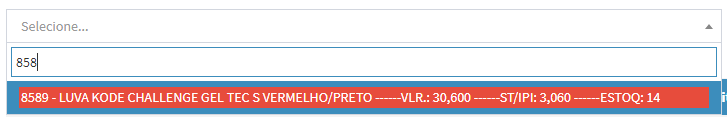 Selecione...
858
8589 - LUVA KODE CHALLENGE GEL TEC S VERMELHO/PRETO ------VLR.: 30,600 ------ST/IPI: 3,060 ------ESTOQ: 14